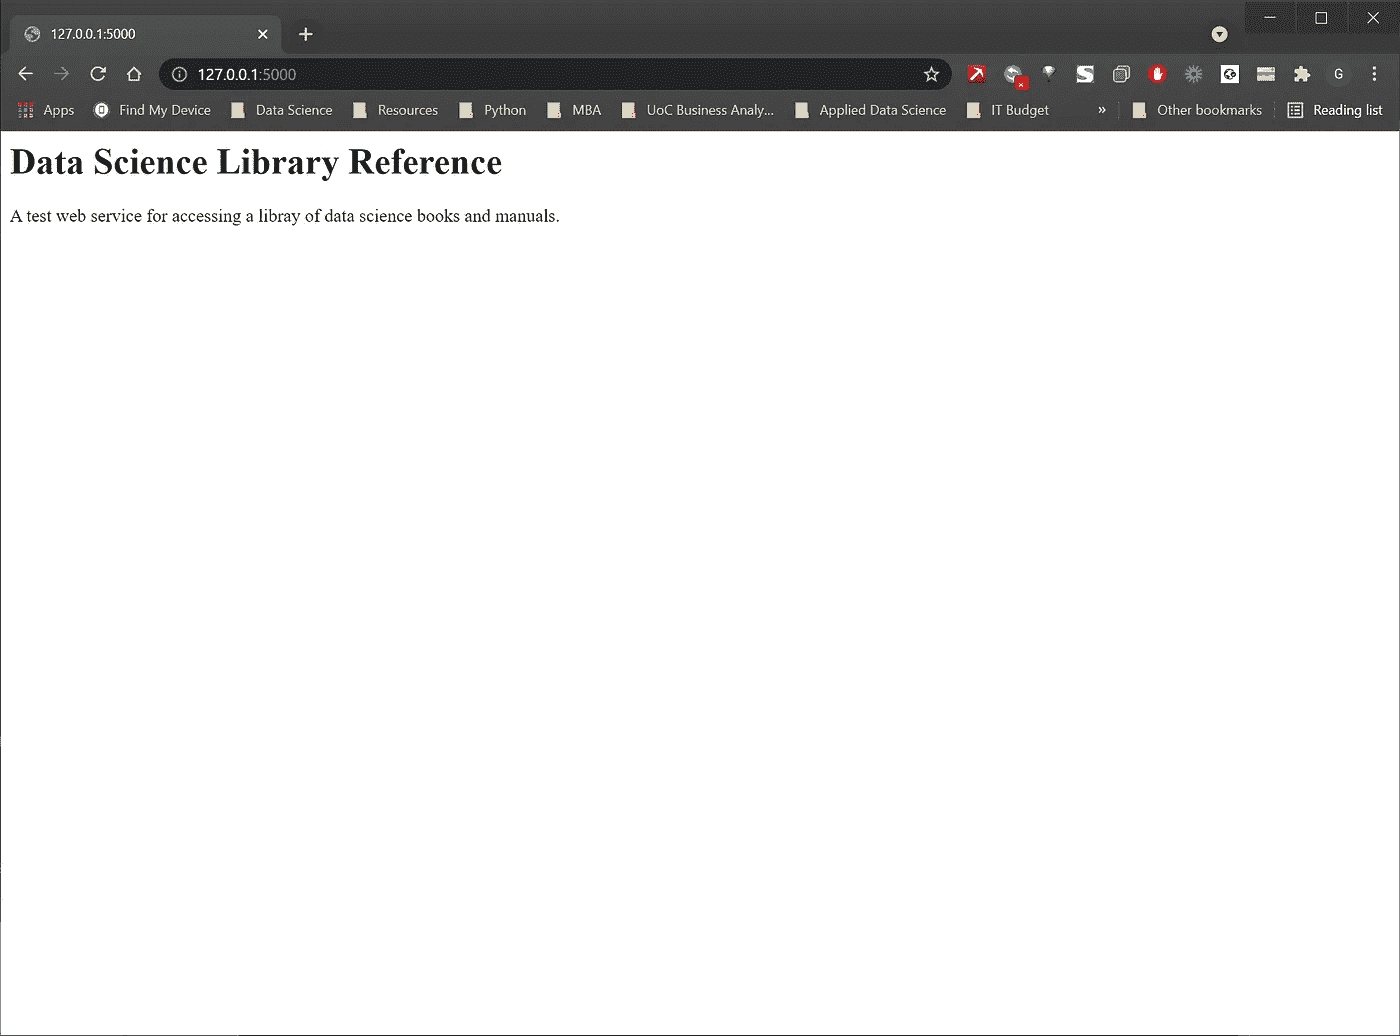 127.0.0.1:5000
127.0.0.1:5000
G
Apps Find My Device Data Science Resources Python MBA UoC Business Analy... Applied Data Science IT Budget » Other bookmarks Reading list
Data Science Library Reference
A test web service for accessing a libray of data science books and manuals.